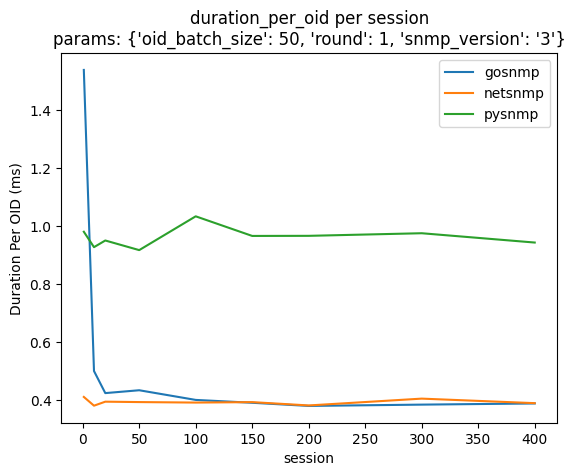 duration_per_oid per session
params: {'oid_batch_size': 50, 'round': 1, 'snmp_version': '3'}
gosnmp
netsnmp
pysnmp
Duration Per OID (ms)
1.4
1.2
1.0
0.8
0.6
0.4
0
50
100
150
200
250
300
350
400
session